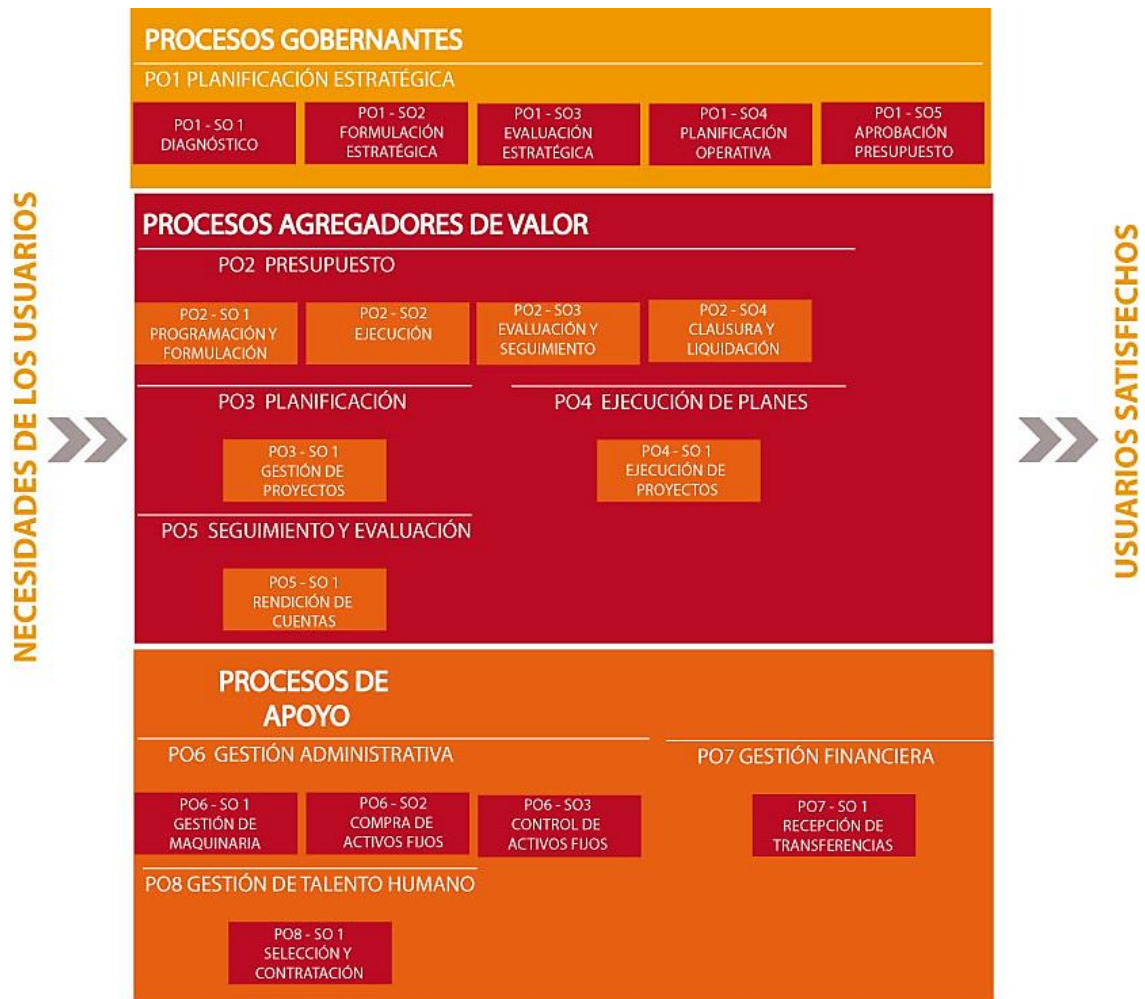 PROCESOS GOBERNANTES
PO1 PLANIFICACIÓN ESTRATÉGICA
PO1 - SO 1
DIAGNÓSTICO
PO1 - SO2
FORMULACIÓN
ESTRATÉGICA
PO1 - SO3
EVALUACIÓN
ESTRATÉGICA
PO1 - SO4
PLANIFICACIÓN
OPERATIVA
PO1 - SO5
APROBACIÓN
PRESUPUESTO
NECESIDADES DE LOS USUARIOS
PROCESOS AGREGADORES DE VALOR
PO2 PRESUPUESTO
PO2 - SO 1
PROGRAMACIÓN Y
FORMULACIÓN
PO2 - SO2
EJECUCIÓN
PO2 - SO3
EVALUACIÓN Y
SEGUIMIENTO
PO2 - SO4
CLAUSURA Y
LIQUIDACIÓN
PO3 PLANIFICACIÓN
PO3 - SO 1
GESTIÓN DE
PROYECTOS
PO4 EJECUCIÓN DE PLANES
PO4 - SO 1
EJECUCIÓN DE
PROYECTOS
PO5 SEGUIMIENTO Y EVALUACIÓN
PO5 - SO 1
RENDICIÓN DE
CUENTAS
USUARIOS SATISFECHOS
PROCESOS DE
APOYO
PO6 GESTIÓN ADMINISTRATIVA
PO6 - SO 1
GESTIÓN DE
MAQUINARIA
PO6 - SO2
COMPRA DE
ACTIVOS FIJOS
PO6 - SO3
CONTROL DE
ACTIVOS FIJOS
PO7 GESTIÓN FINANCIERA
PO7 - SO 1
RECEPCIÓN DE
TRANSFERENCIAS
PO8 GESTIÓN DE TALENTO HUMANO
PO8 - SO 1
SELECCIÓN Y
CONTRATACIÓN